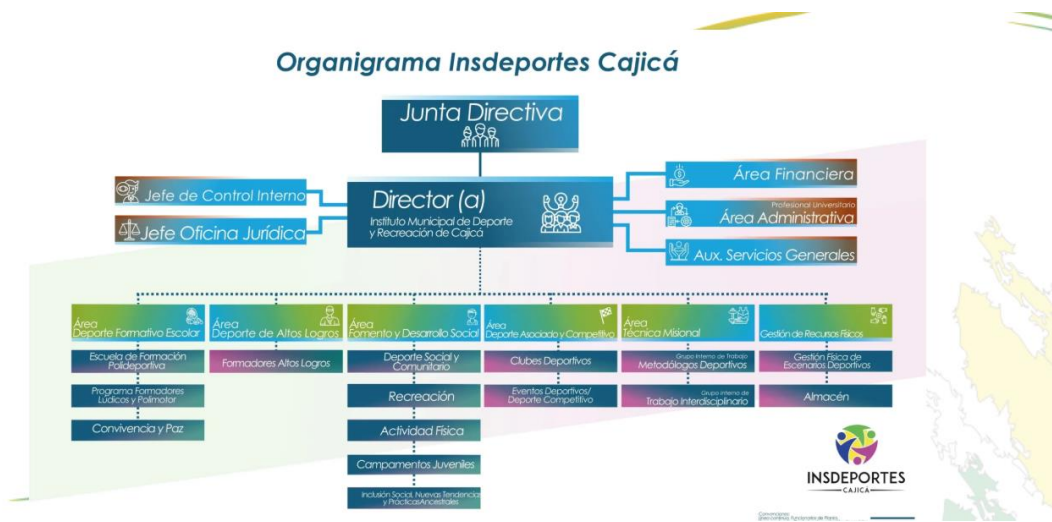 Organigrama Insdeportes Cajicá
Junta Directiva
Jefe de Control Interno
Jefe Oficina Jurídica
Director (a)
Instituto Municipal de Deporte
y Recreación de Cajicá
Área Financiera
Profesional Universitario
Área Administrativa
Aux. Servicios Generales
Área
Deporte Formativo Escolar
Escuela de Formación
Polideportiva
Programa Formadores
Lúdicos y Polimotor
Convivencia y Paz
Área
Deporte de Altos Logros
Formadores Altos Logros
Área
Fomento y Desarrollo Social
Deporte Social y
Comunitario
Recreación
Actividad Física
Campamentos Juveniles
Inclusión Social, Nuevas Tendencias
y Prácticas Ancestrales
Área
Deporte Asociado y Competitivo
Clubes Deportivos
Eventos Deportivos/
Deporte Competitivo
Área
Técnica Misional
Grupo Interno de Trabajo
Metodólogos Deportivos
Grupo Interno de
Trabajo Interdisciplinario
Gestión de Recursos Físicos
Gestión Física de
Escenarios Deportivos
Almacén
INSDEPORTES
CAJICÁ
Convenciones: